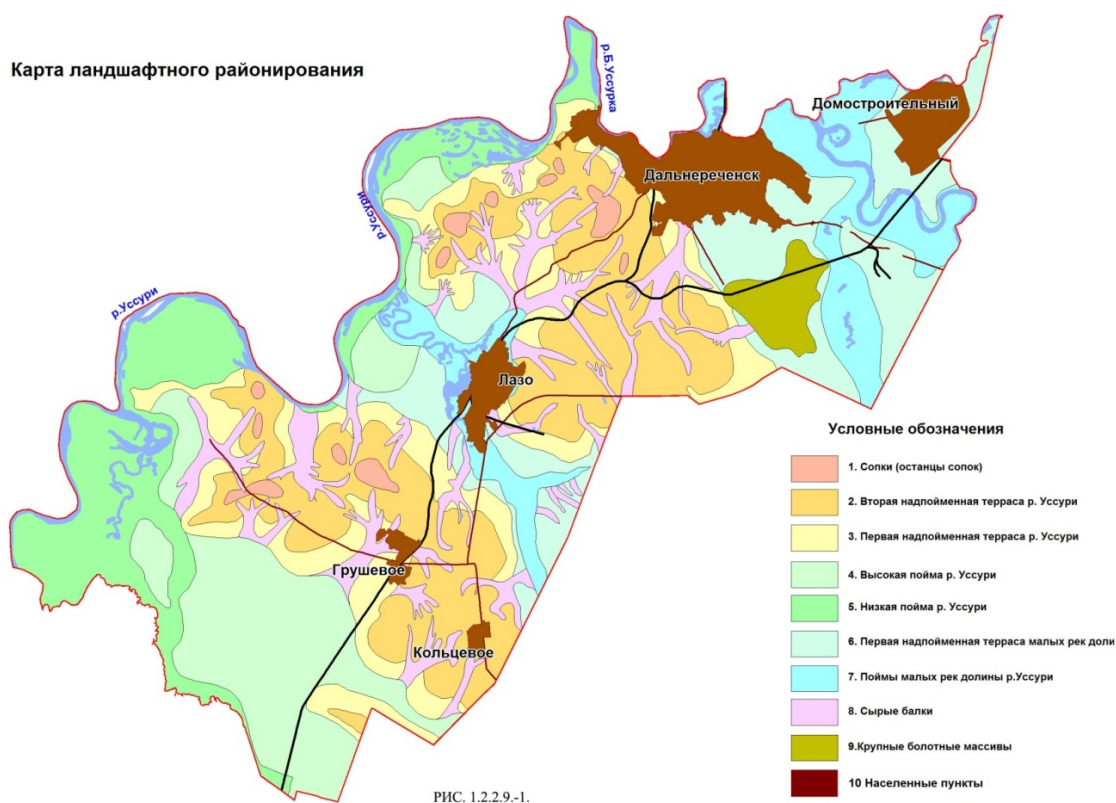 Карта ландшафтного районирования
р.Б.Уссурка
Домостроительный
Дальнереченск
р.Уссури
р.Уссури
Лазо
Грушевое
Кольцевое
Условные обозначения
1. Сопки (останцы сопок)
2. Вторая надпойменная терраса р. Уссури
3. Первая надпойменная терраса р. Уссури
4. Высокая пойма р. Уссури
5. Низкая пойма р. Уссури
6. Первая надпойменная терраса малых рек доли
7. Поймы малых рек долины р.Уссури
8. Сырые балки
9.Крупные болотные массивы
10 Населенные пункты
РИС. 1.2.2.9.-1.